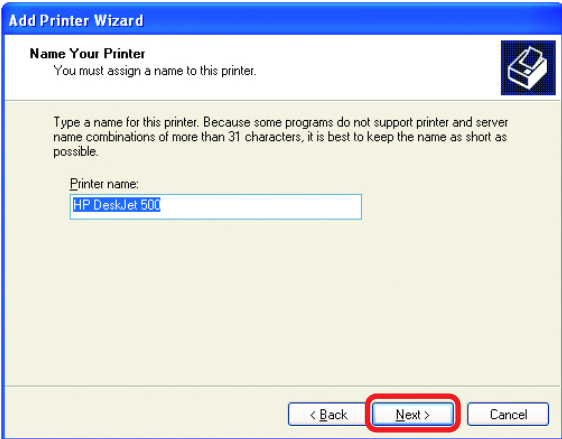 Add Printer Wizard
Name Your Printer
You must assign a name to this printer.
Type a name for this printer. Because some programs do not support printer and server
name combinations of more than 31 characters, it is best to keep the name as short as
possible.
Printer name:
HP DeskJet 500
< Back Next > Cancel